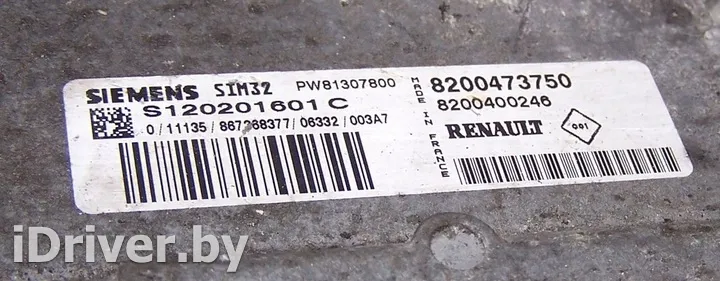 SIEMENS SIM32 PW81307800
S120201601 C
0/11135/867268377/06332/003A7
MADE IN FRANCE
8200473750
8200400246
RENAULT 001
iDriver.by